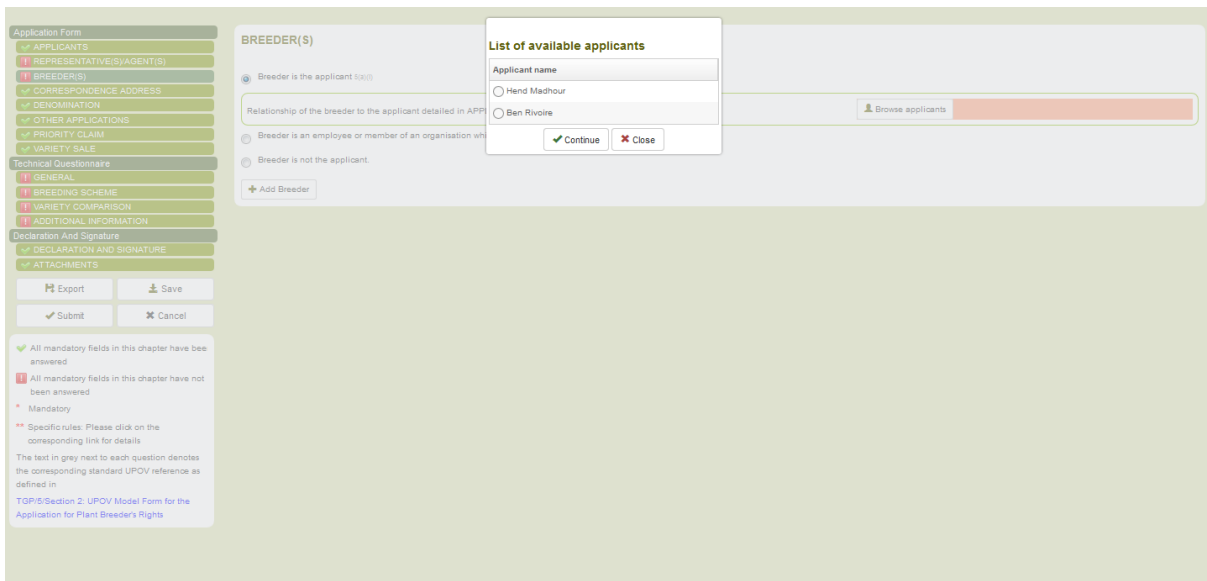 Application Form
APPLICANTS
REPRESENTATIVE(S)/AGENT(S)
BREEDER(S)
CORRESPONDENCE ADDRESS
DENOMINATION
OTHER APPLICATIONS
PRIORITY CLAIM
VARIETY SALE
Technical Questionnaire
GENERAL
BREEDING SCHEME
VARIETY COMPARISON
ADDITIONAL INFORMATION
Declaration And Signature
DECLARATION AND SIGNATURE
ATTACHMENTS
Export
Save
Submit
Cancel
All mandatory fields in this chapter have bee
answered
All mandatory fields in this chapter have not
been answered
* Mandatory
** Specific rules: Please click on the
corresponding link for details
The text in grey next to each question denotes
the corresponding standard UPOV reference as
defined in
TGP/5/Section 2: UPOV Model Form for the
Application for Plant Breeder's Rights
BREEDER(S)
Breeder is the applicant
Relationship of the breeder to the applicant detailed in APPl
Browse applicants
Breeder is an employee or member of an organisation whi
Breeder is not the applicant.
Add Breeder
List of available applicants
Applicant name
Hend Madhour
Ben Rivoire
Continue
Close